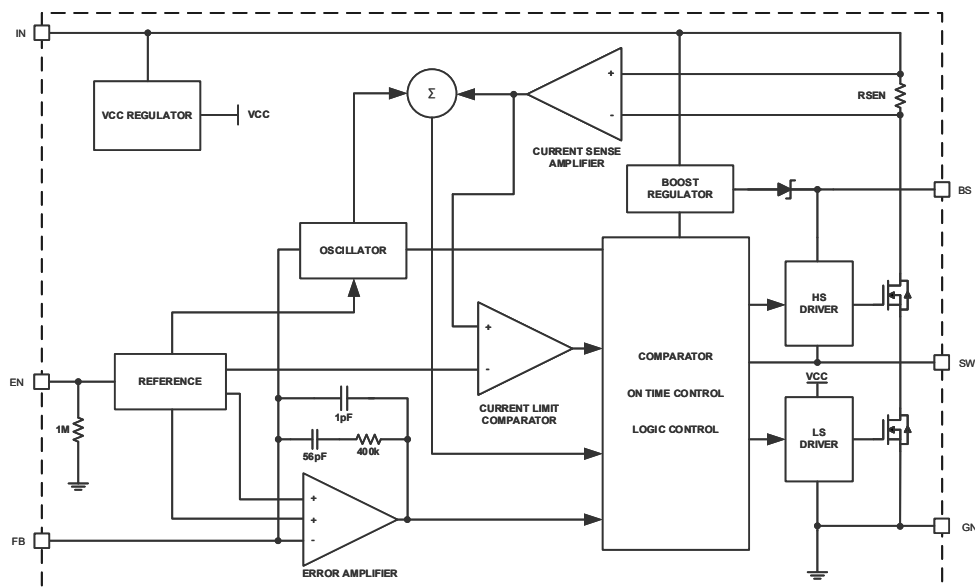 IN
VCC REGULATOR
VCC
Σ
+
-
CURRENT SENSE
AMPLIFIER
RSEN
BOOST
REGULATOR
BS
OSCILLATOR
HS
DRIVER
+
-
CURRENT LIMIT
COMPARATOR
COMPARATOR
ON TIME CONTROL
LOGIC CONTROL
SW
EN
REFERENCE
1M
1pF
56pF
400k
VCC
LS
DRIVER
+
+
-
ERROR AMPLIFIER
FB
GN